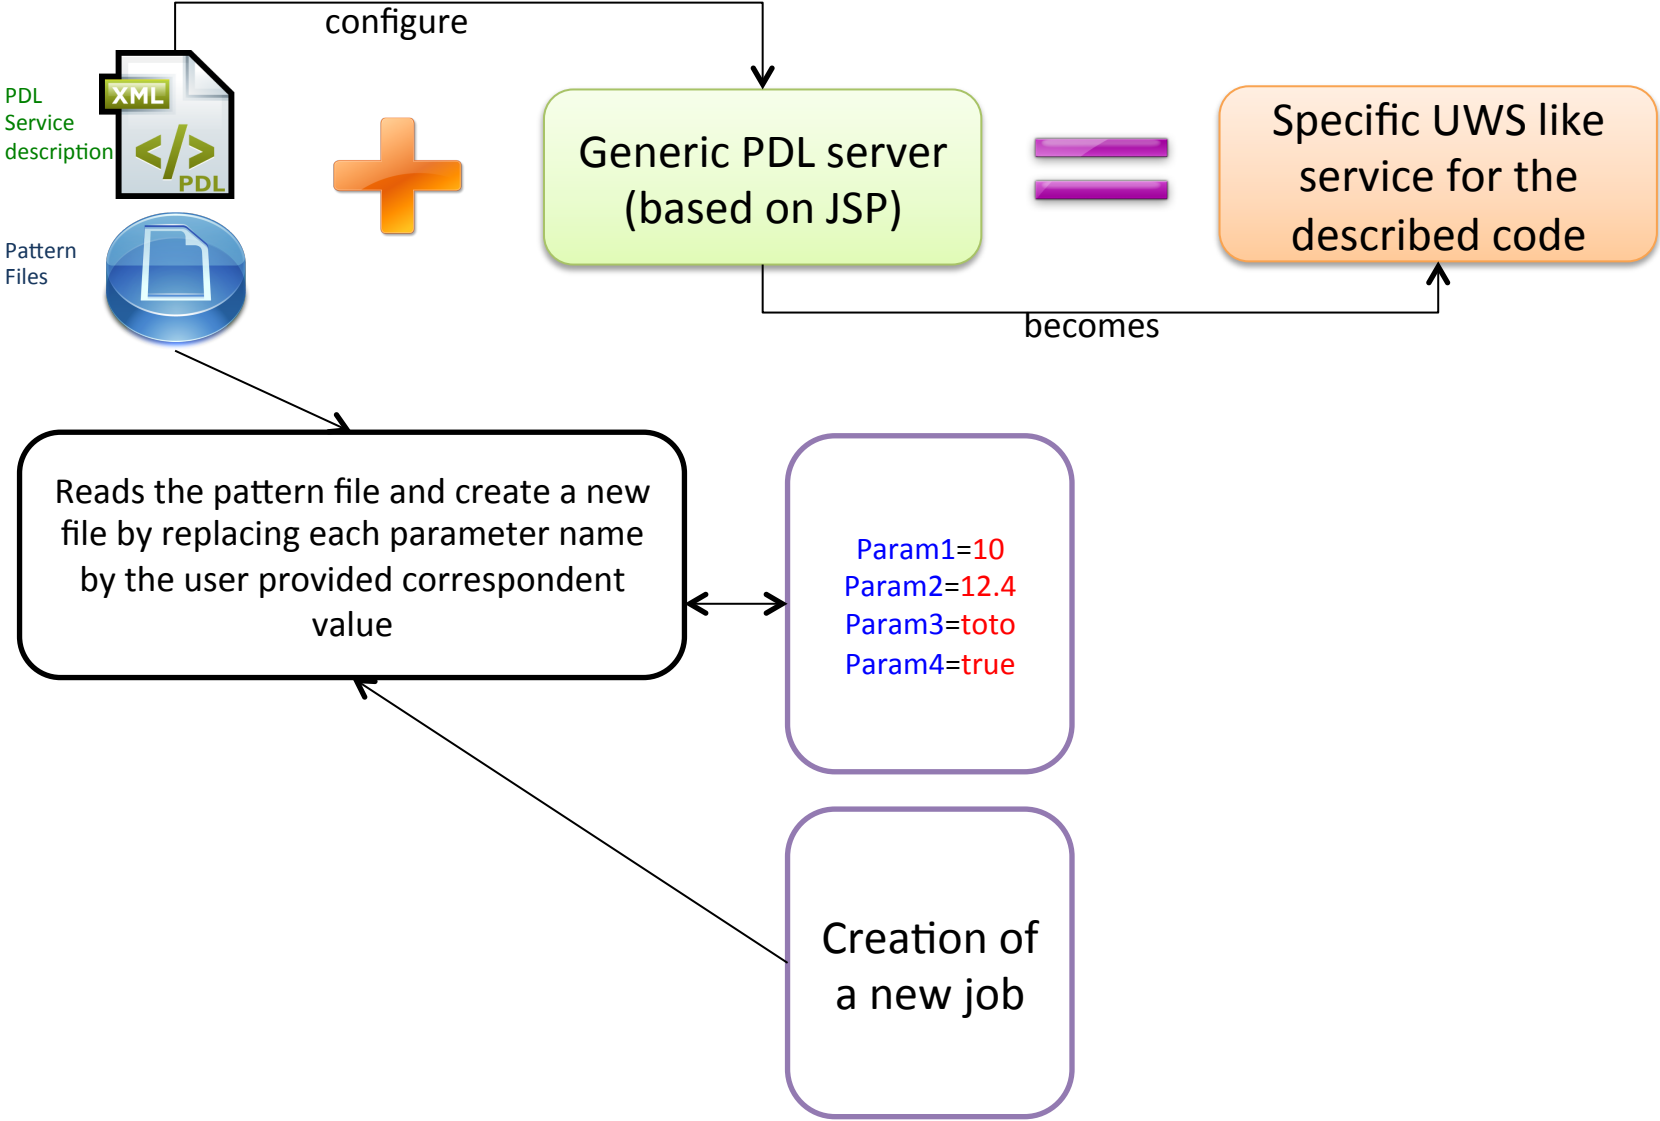 configure
PDL
Service
description
XML
</>
PDL
Generic PDL server
(based on JSP)
Specific UWS like
service for the
described code
Pattern
Files
becomes
Reads the pattern file and create a new
file by replacing each parameter name
by the user provided correspondent
value
Param1=10
Param2=12.4
Param3=toto
Param4=true
Creation of
a new job